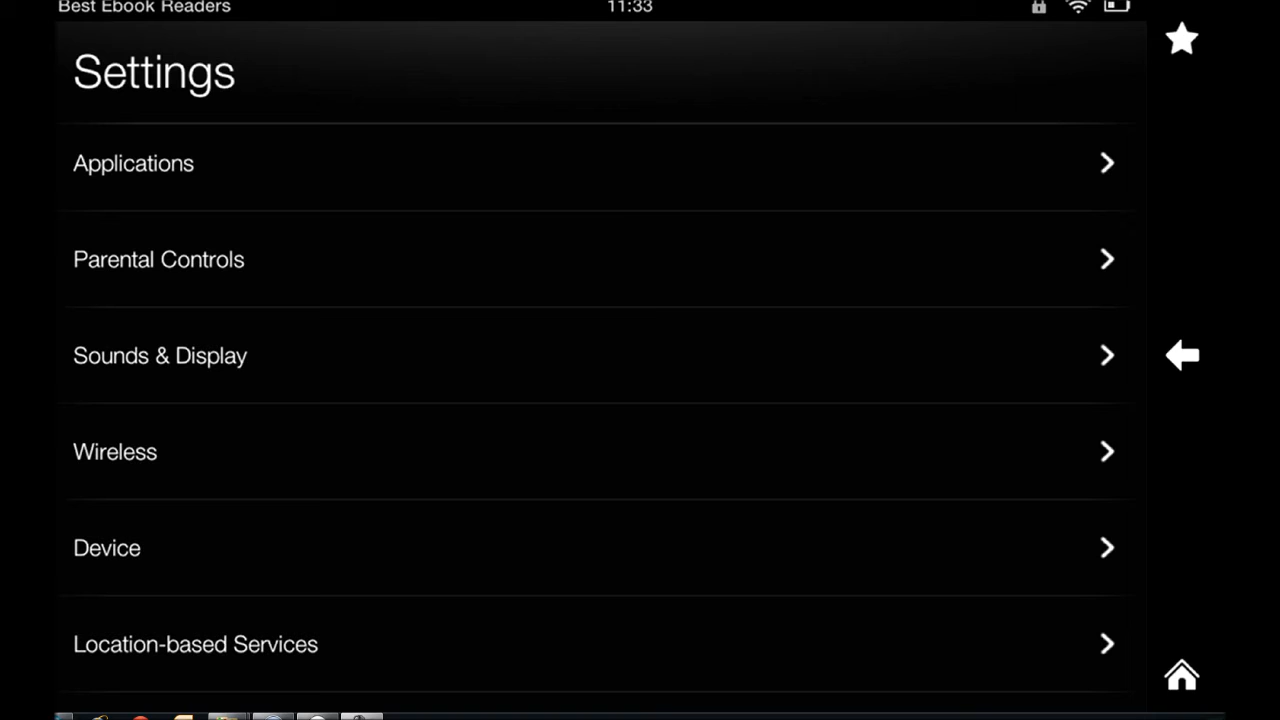 Best Ebook Readers 11:33
Settings
Applications
Parental Controls
Sounds & Display
Wireless
Device
Location-based Services